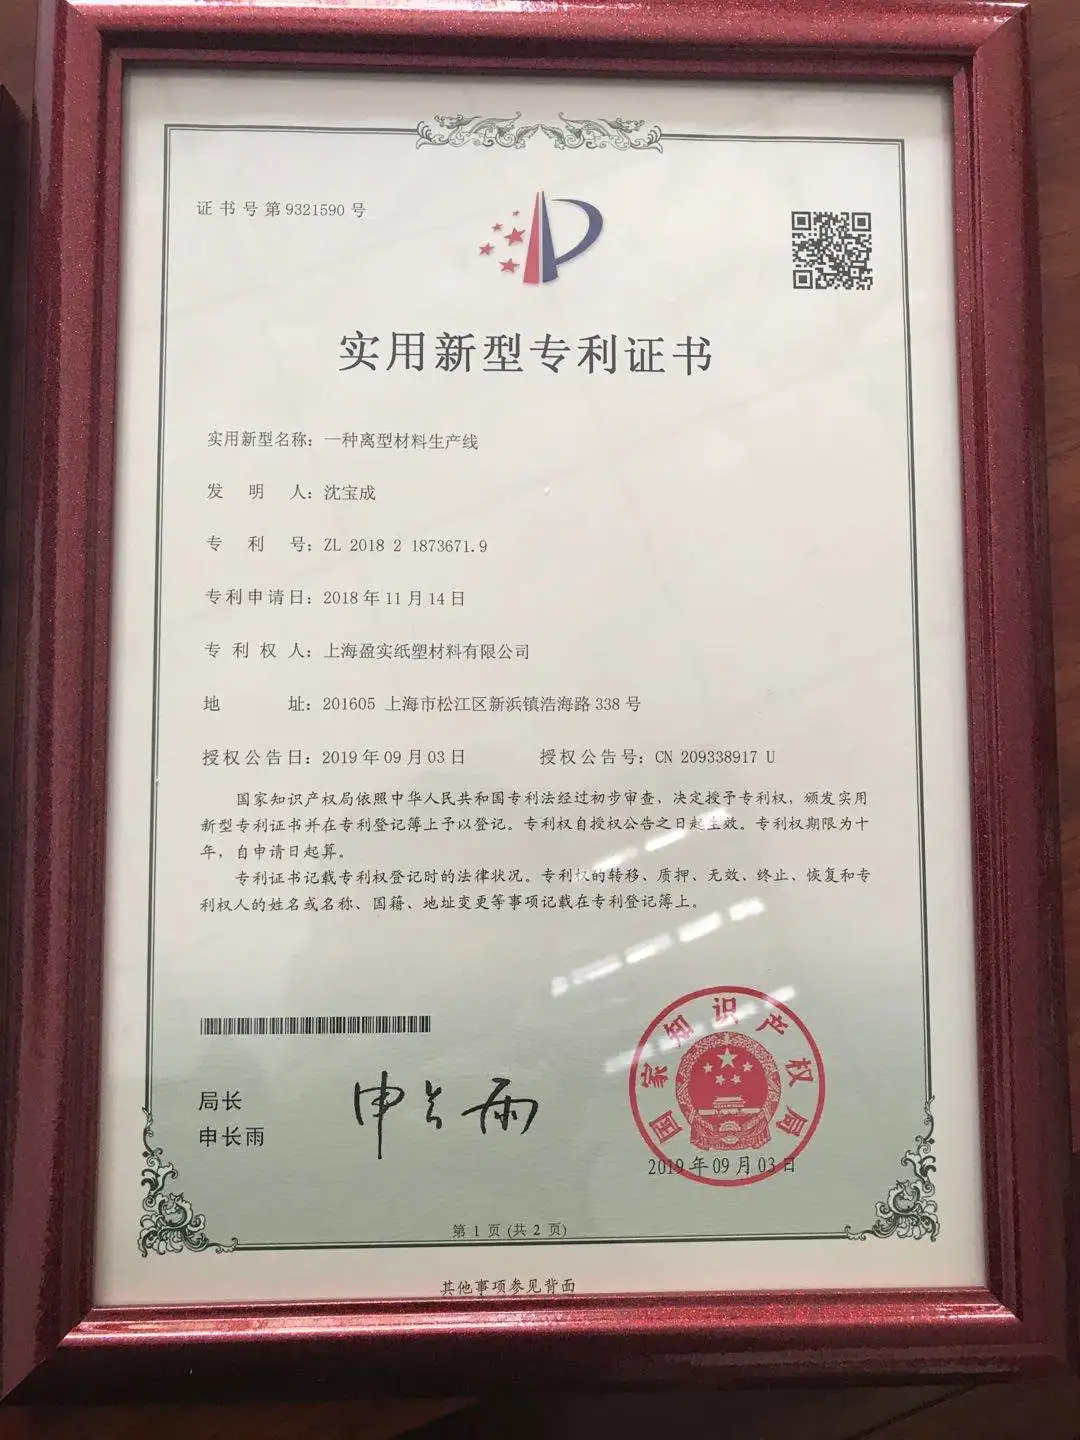 证书号第9321590号
实用新型专利证书
实用新型名称：一种离型材料生产线
发明人：沈宝成
专利号：ZL 2018 2 1873671.9
专利申请日：2018年11月14日
专利权人：上海盈实纸塑材料有限公司
地址：201605 上海市松江区新浜镇浩海路338号
授权公告日：2019年09月03日 授权公告号：CN 209338917 U
国家知识产权局依照中华人民共和国专利法经过初步审查，决定授予专利权，颁发实用
新型专利证书并在专利登记簿上予以登记。专利权自授权公告之日起生效。专利权期限为十
年，自申请日起算。
专利证书记载专利权登记时的法律状况。专利权的转移、质押、无效、终止、恢复和专
利权人的姓名或名称、国籍、地址变更等事项记载在专利登记簿上。
局长
申长雨
申长雨
国家知识产权局
2019年09月03日
第1页(共2页)
其他事项参见背面